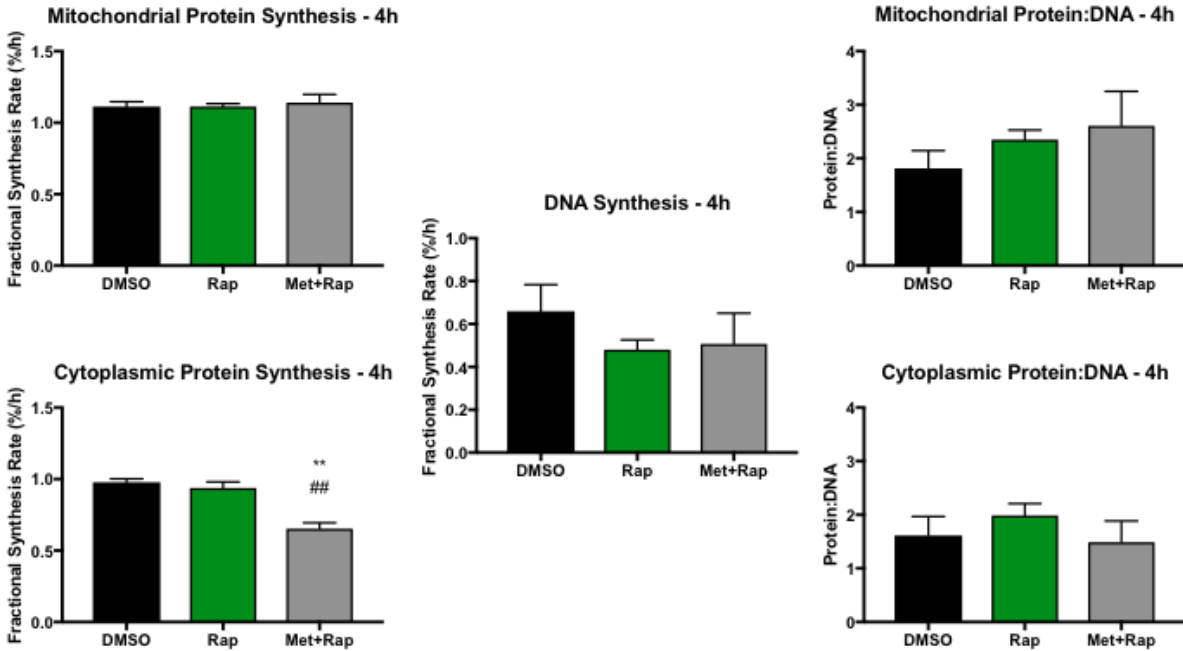 Mitochondrial Protein Synthesis - 4h
Fractional Synthesis Rate (%/h)
1.5
1.0
0.5
0.0
DMSO Rap Met+Rap
Cytoplasmic Protein Synthesis - 4h
Fractional Synthesis Rate (%/h)
1.5
1.0
0.5
0.0
**
##
DMSO Rap Met+Rap
DNA Synthesis - 4h
Fractional Synthesis Rate (%/h)
1.0
0.8
0.6
0.4
0.2
0.0
DMSO Rap Met+Rap
Mitochondrial Protein:DNA - 4h
Protein:DNA
4
3
2
1
0
DMSO Rap Met+Rap
Cytoplasmic Protein:DNA - 4h
Protein:DNA
4
3
2
1
0
DMSO Rap Met+Rap